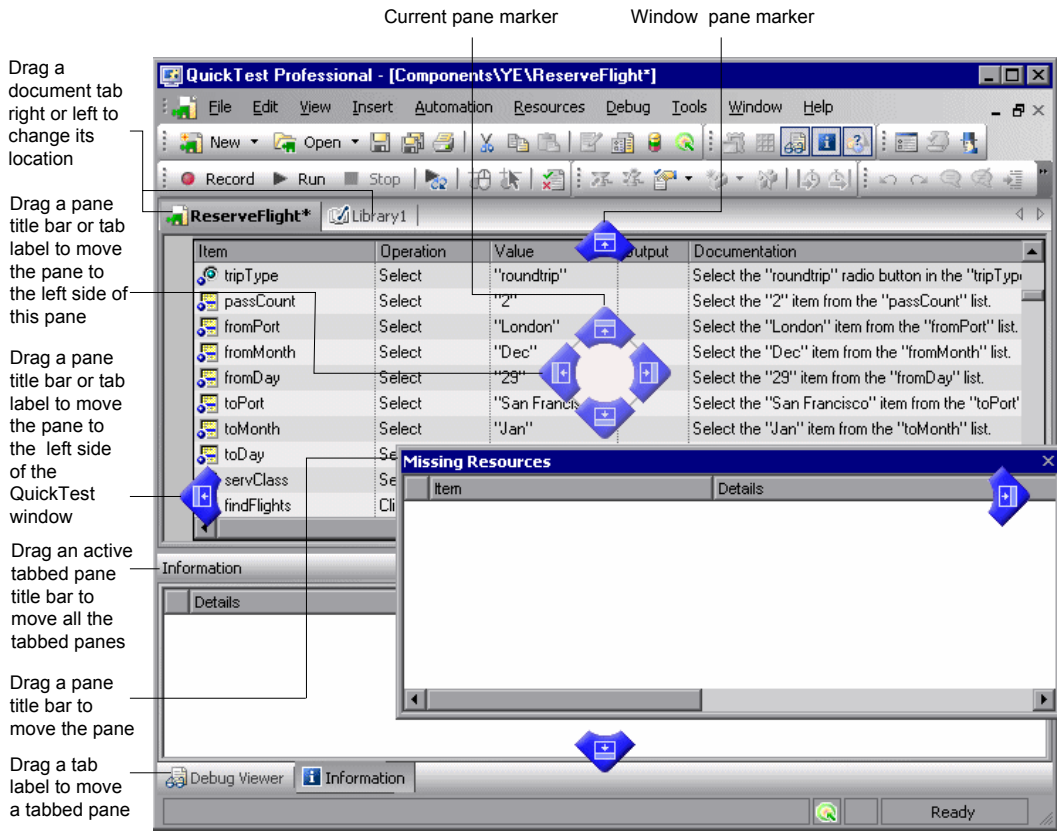 Current pane marker
Window pane marker
Drag a
document tab
right or left to
change its
location
Drag a pane
title bar or tab
label to move
the pane to
the left side of
this pane
Drag a pane
title bar or tab
label to move
the pane to
the left side
of the
QuickTest
window
Drag an active
tabbed pane
title bar to
move all the
tabbed panes
Drag a pane
title bar to
move the pane
Drag a tab
label to move
a tabbed pane
QuickTest Professional - [Components\YE\ReserveFlight*]
File Edit View Insert Automation Resources Debug Tools Window Help
New Open
Record Run Stop
ReserveFlight* Library1
Item Operation Value Documentation
tripType Select "roundtrip" Select the "roundtrip" radio button in the
passCount Select "2" Select the "2" item from the "passCount" list.
fromPort Select "London" Select the "London" item from the "fromPort" list.
fromMonth Select "Dec" Select the "Dec" item from the "fromMonth" list.
fromDay Select "29" Select the "29" item from the "fromDay" list.
toPort Select "San Select the "San Francisco" item from the "toPort"
toMonth Select "Jan" Select the "Jan" item from the "toMonth" list.
toDay
servClass
findFlights
Missing Resources
Item Details
Information
Details
Debug Viewer Information
Ready